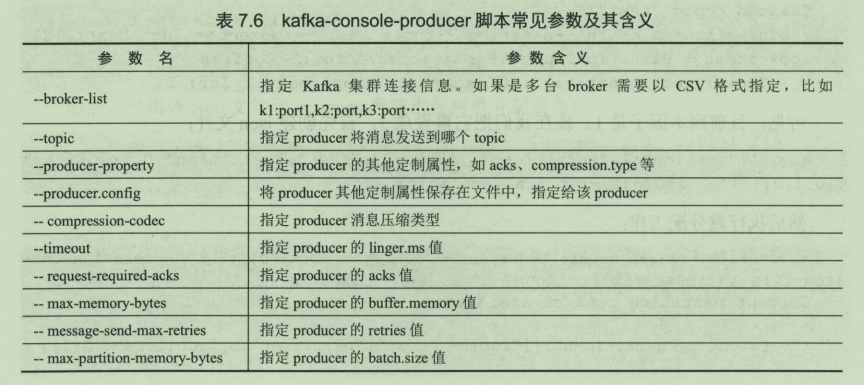 表 7.6 kafka-console-producer 脚本常见参数及其含义
参 数 名 参 数 含 义
--broker-list 指定 Kafka 集群连接信息。如果是多台 broker 需要以 CSV 格式指定，比如
k1:port1,k2:port,k3:port……
--topic 指定 producer 将消息发送到哪个 topic
--producer-property 指定 producer 的其他定制属性，如 acks、compression.type 等
--producer.config 将 producer 其他定制属性保存在文件中，指定给该 producer
-- compression-codec 指定 producer 消息压缩类型
--timeout 指定 producer 的 linger.ms 值
-- request-required-acks 指定 producer 的 acks 值
-- max-memory-bytes 指定 producer 的 buffer.memory 值
-- message-send-max-retries 指定 producer 的 retries 值
-- max-partition-memory-bytes 指定 producer 的 batch.size 值